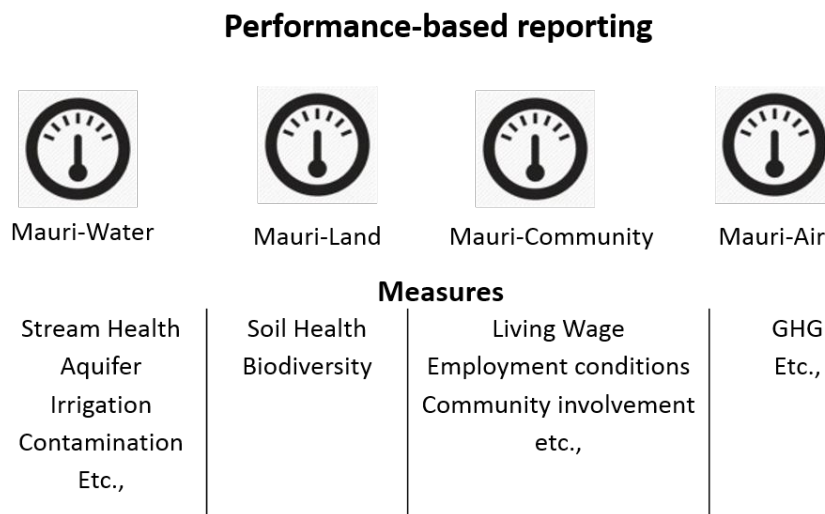 Performance-based reporting
Mauri-Water
Mauri-Land
Mauri-Community
Mauri-Air
Measures
Stream Health
Aquifer
Irrigation
Contamination
Etc.,
Soil Health
Biodiversity
Living Wage
Employment conditions
Community involvement
etc.,
GHG
Etc.,